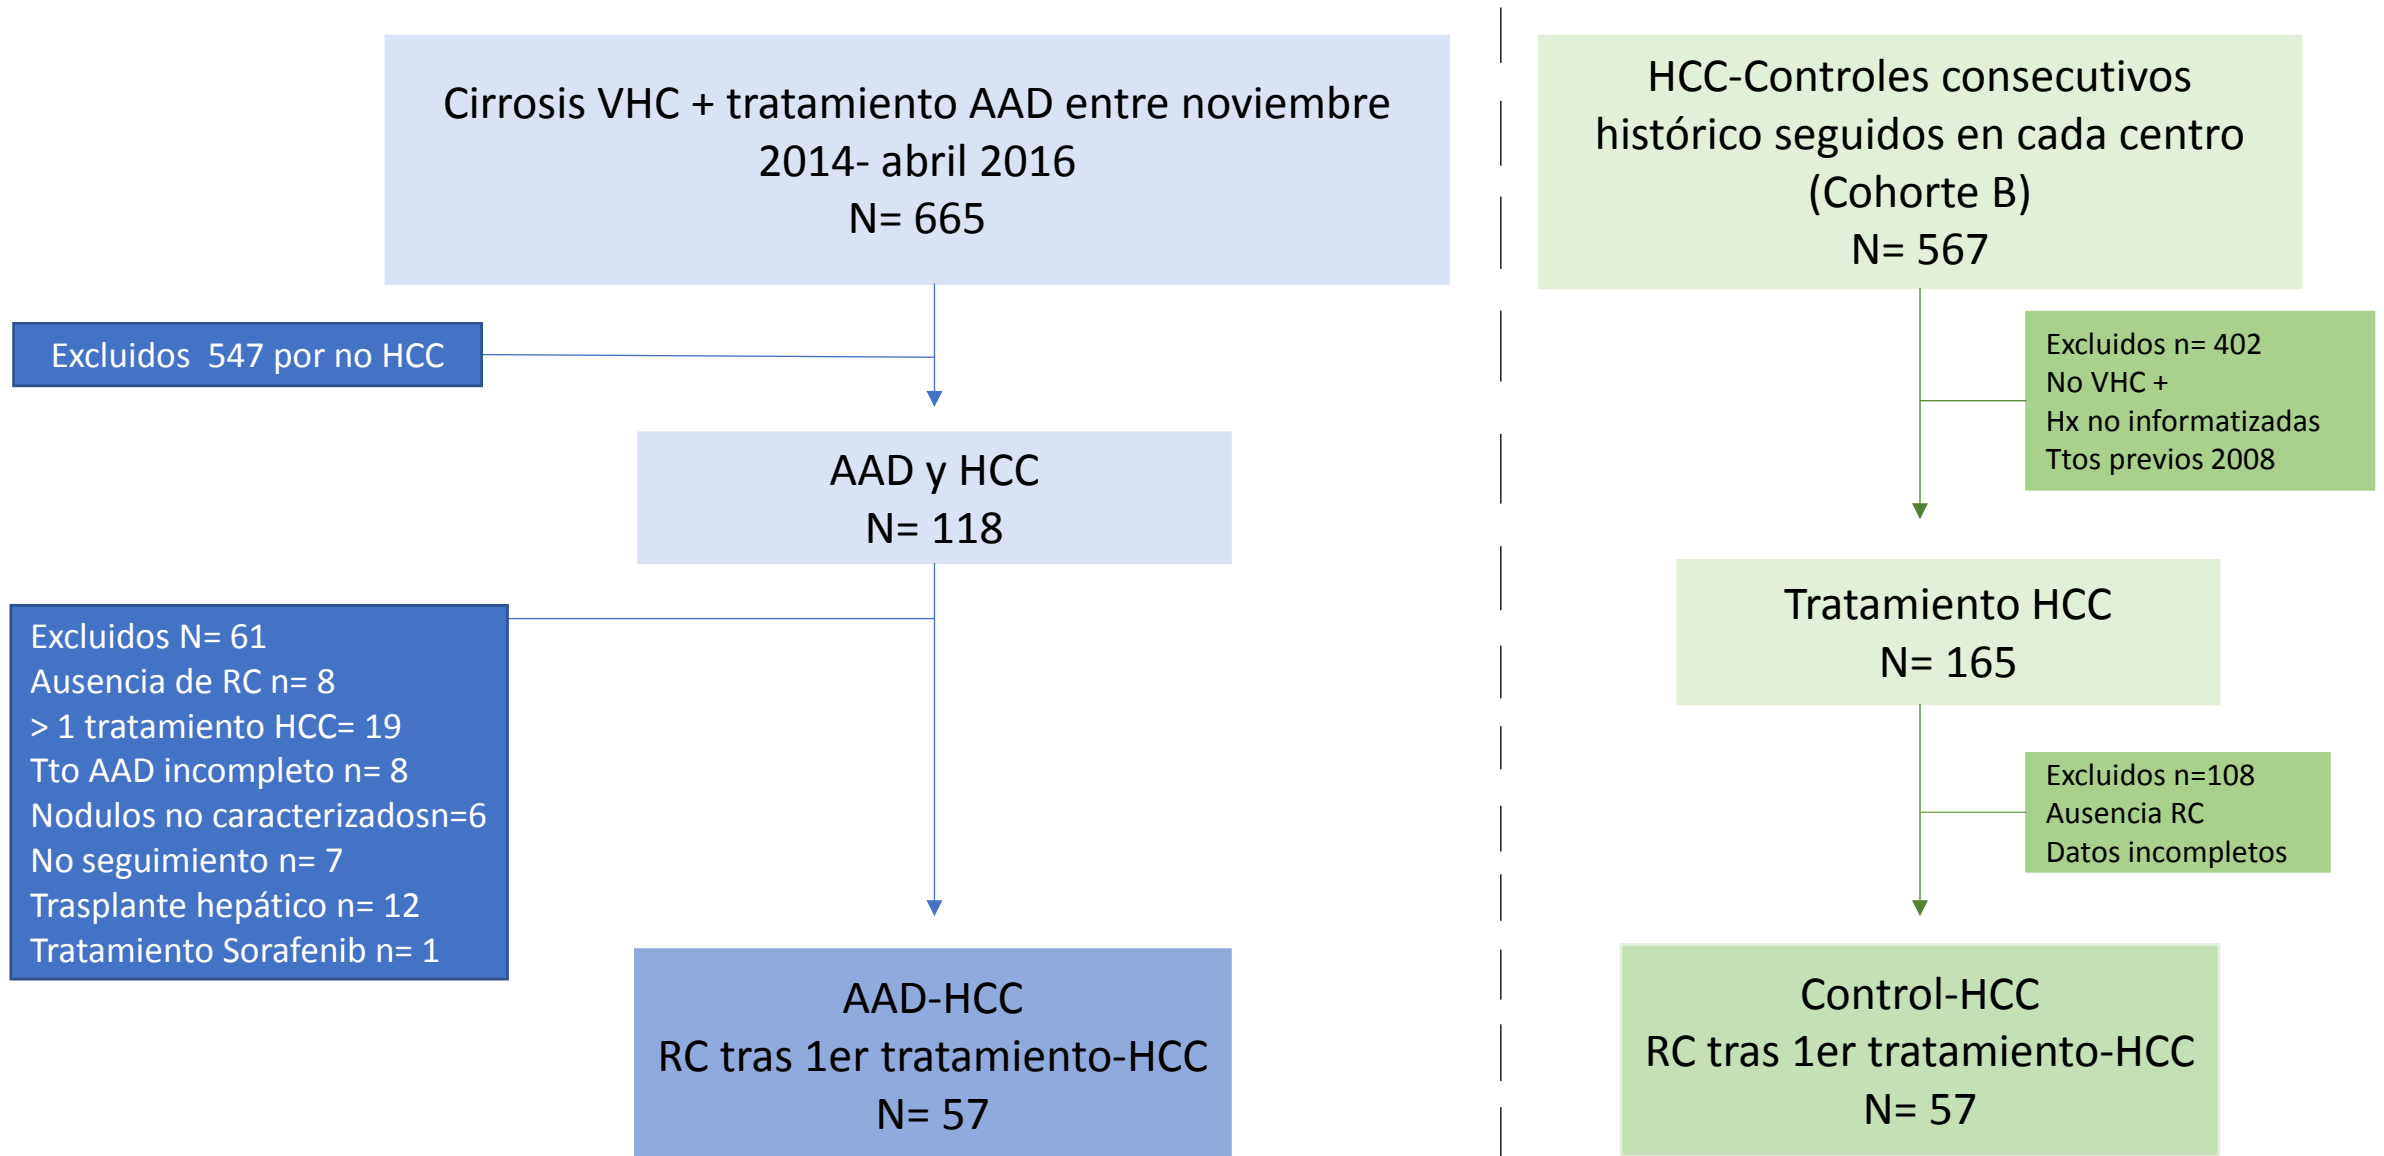 Cirrosis VHC + tratamiento AAD entre noviembre
2014- abril 2016
N= 665
Excluidos 547 por no HCC
AAD y HCC
N= 118
Excluidos N= 61
Ausencia de RC n= 8
> 1 tratamiento HCC= 19
Tto AAD incompleto n= 8
Nodulos no caracterizadosn=6
No seguimiento n= 7
Trasplante hepático n= 12
Tratamiento Sorafenib n= 1
AAD-HCC
RC tras 1er tratamiento-HCC
N= 57
HCC-Controles consecutivos
histórico seguidos en cada centro
(Cohorte B)
N= 567
Excluidos n= 402
No VHC +
Hx no informatizadas
Ttos previos 2008
Tratamiento HCC
N= 165
Excluidos n=108
Ausencia RC
Datos incompletos
Control-HCC
RC tras 1er tratamiento-HCC
N= 57